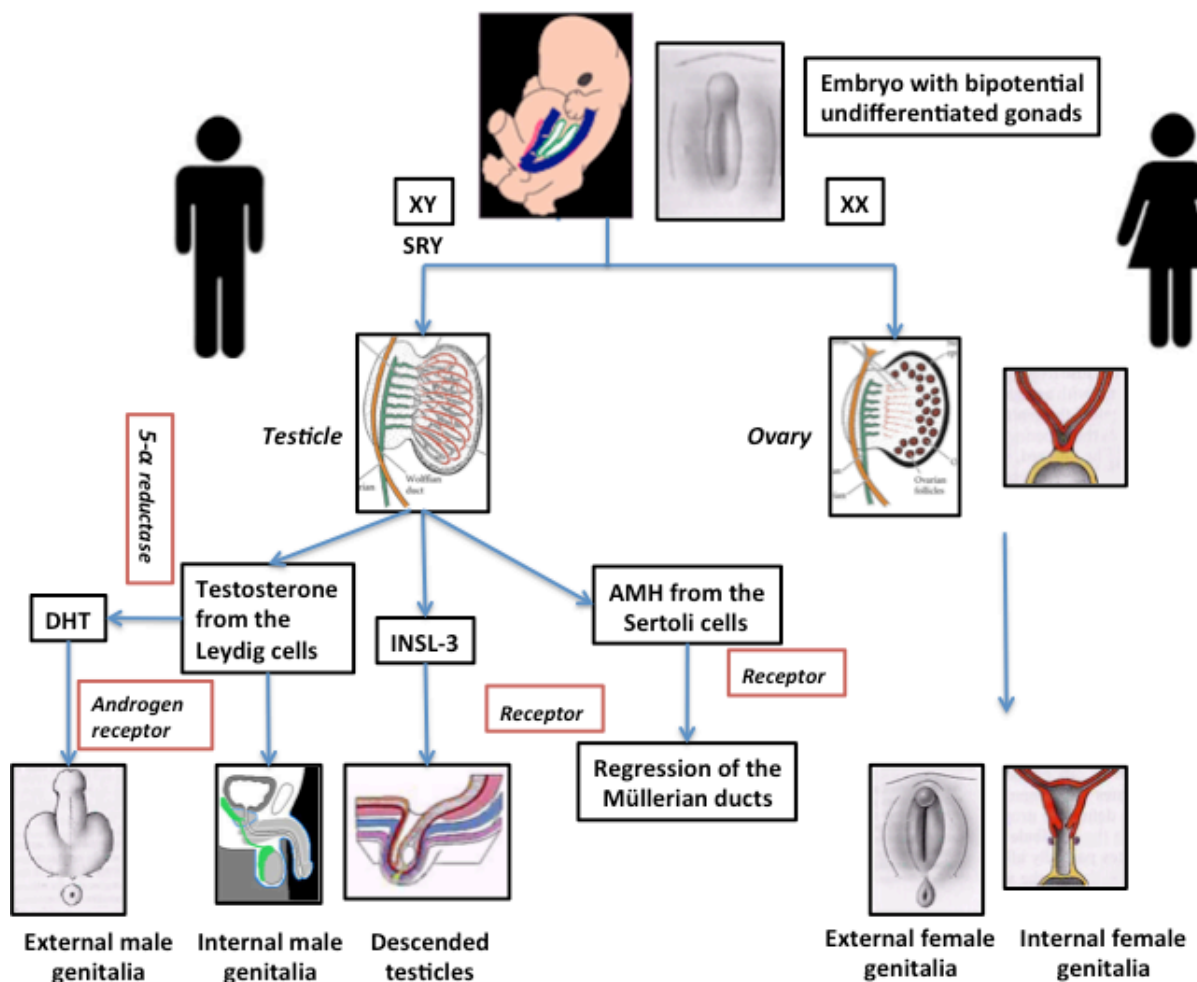 Embryo with bipotential
undifferentiated gonads
XY
XX
SRY
Testicle
Wolffian
duct
rian
Ovary
Ovarian
follicles
rian
5-α reductase
Testosterone
from the
Leydig cells
DHT
INSL-3
AMH from the
Sertoli cells
Androgen
receptor
Receptor
Receptor
Regression of the
Müllerian ducts
External male
genitalia
Internal male
genitalia
Descended
testicles
External female
genitalia
Internal female
genitalia